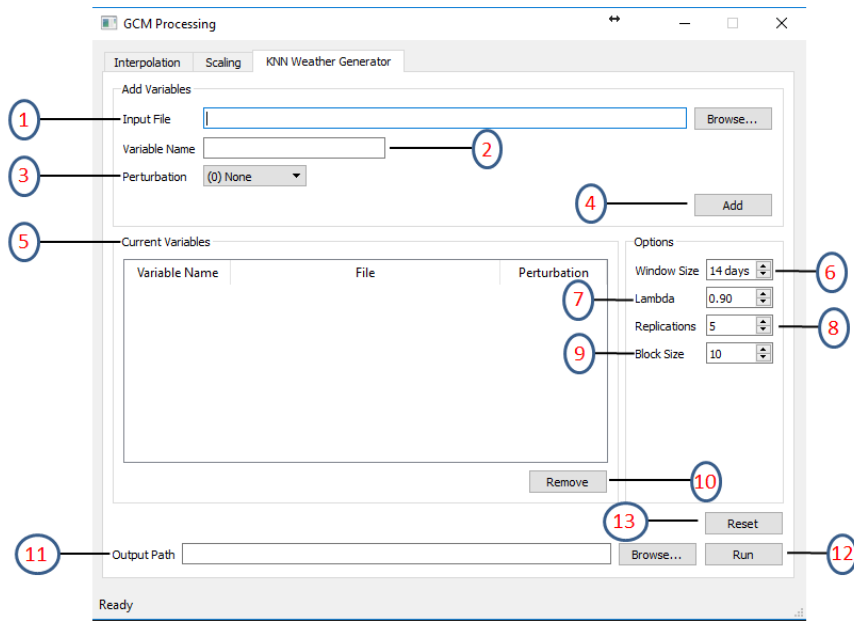 GCM Processing
Interpolation Scaling KNN Weather Generator
Add Variables
1 Input File Browse...
Variable Name 2
3 Perturbation (0) None
4 Add
5 Current Variables Options
Variable Name File Perturbation Window Size 14 days 6
7 Lambda 0.90
Replications 5 8
9 Block Size 10
Remove 10
13 Reset
11 Output Path Browse... Run 12
Ready